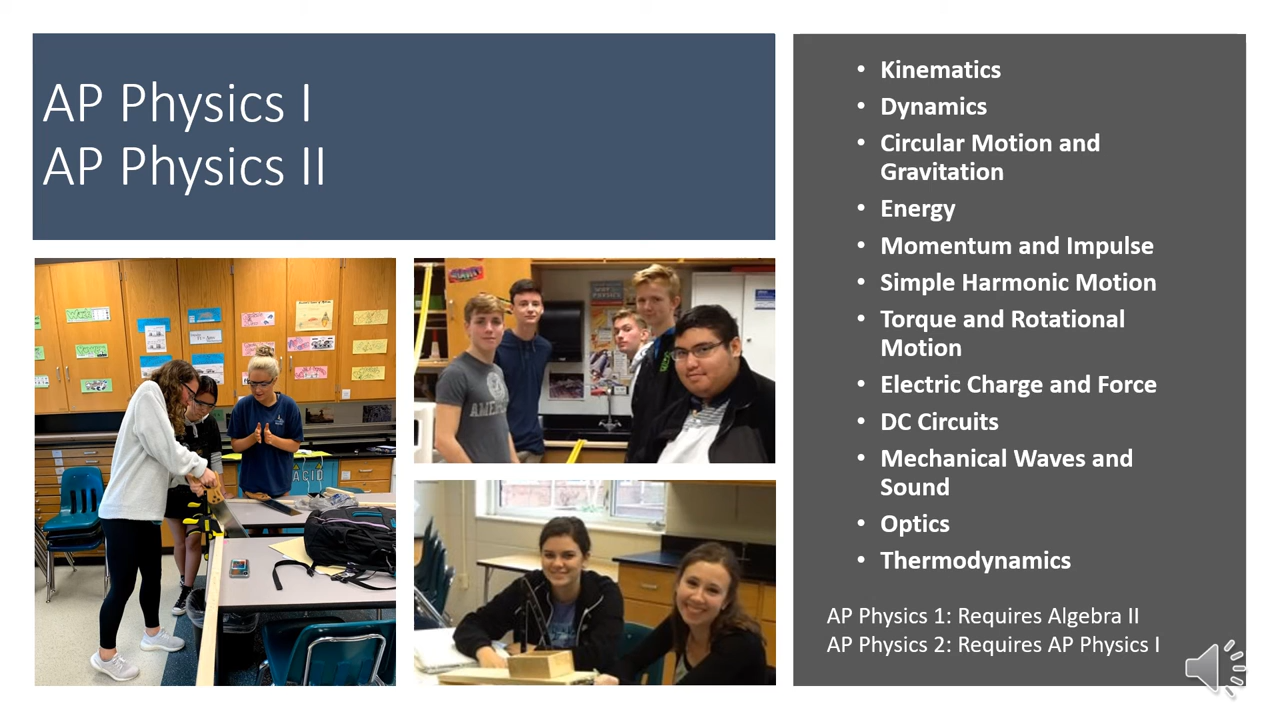 AP Physics I
AP Physics II
• Kinematics
• Dynamics
• Circular Motion and
Gravitation
• Energy
• Momentum and Impulse
• Simple Harmonic Motion
• Torque and Rotational
Motion
• Electric Charge and Force
• DC Circuits
• Mechanical Waves and
Sound
• Optics
• Thermodynamics
AP Physics 1: Requires Algebra II
AP Physics 2: Requires AP Physics I
ACID